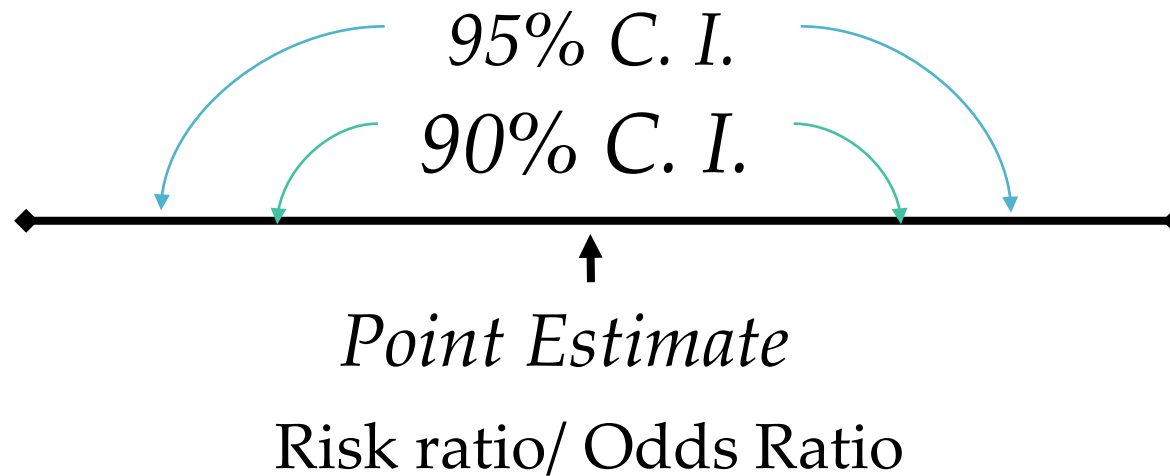 95% C. I.
90% C. I.
Point Estimate
Risk ratio/ Odds Ratio